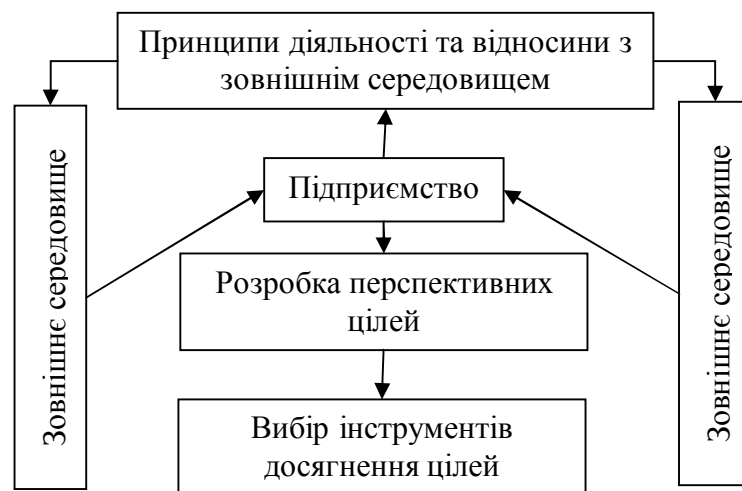 Принципи діяльності та відносини з
зовнішнім середовищем
Зовнішнє середовище
Підприємство
Зовнішнє середовище
Розробка перспективних
цілей
Вибір інструментів
досягнення цілей